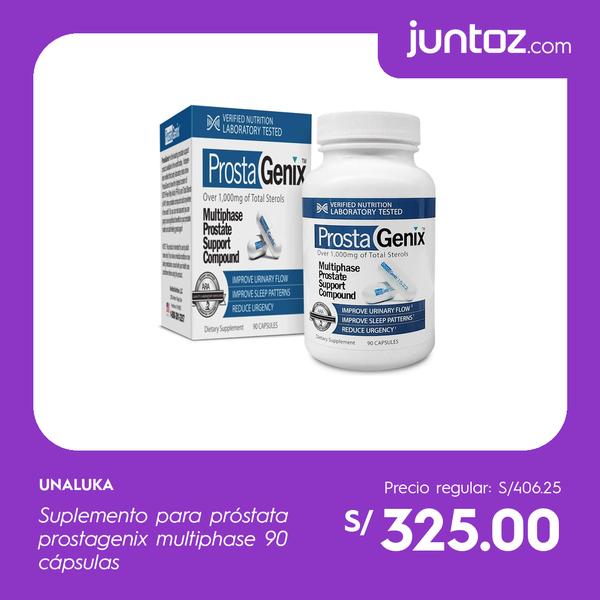 juntoz.com
VERIFIED NUTRITION
LABORATORY TESTED
ProstaGenix™
Over 1,000mg of Total Sterols
Multiphase
Prostate
Support
Compound
IMPROVE URINARY FLOW
IMPROVE SLEEP PATTERNS
REDUCE URGENCY
Dietary Supplement 90 CAPSULES
VERIFIED NUTRITION
LABORATORY TESTED
ProstaGenix™
Over 1,000mg of Total Sterols
Multiphase
Prostate
Support
Compound
IMPROVE URINARY FLOW
IMPROVE SLEEP PATTERNS
REDUCE URGENCY
Dietary Supplement 90 CAPSULES
UNALUKA
Suplemento para próstata
prostagenix multiphase 90
cápsulas
Precio regular: S/406.25
S/ 325.00